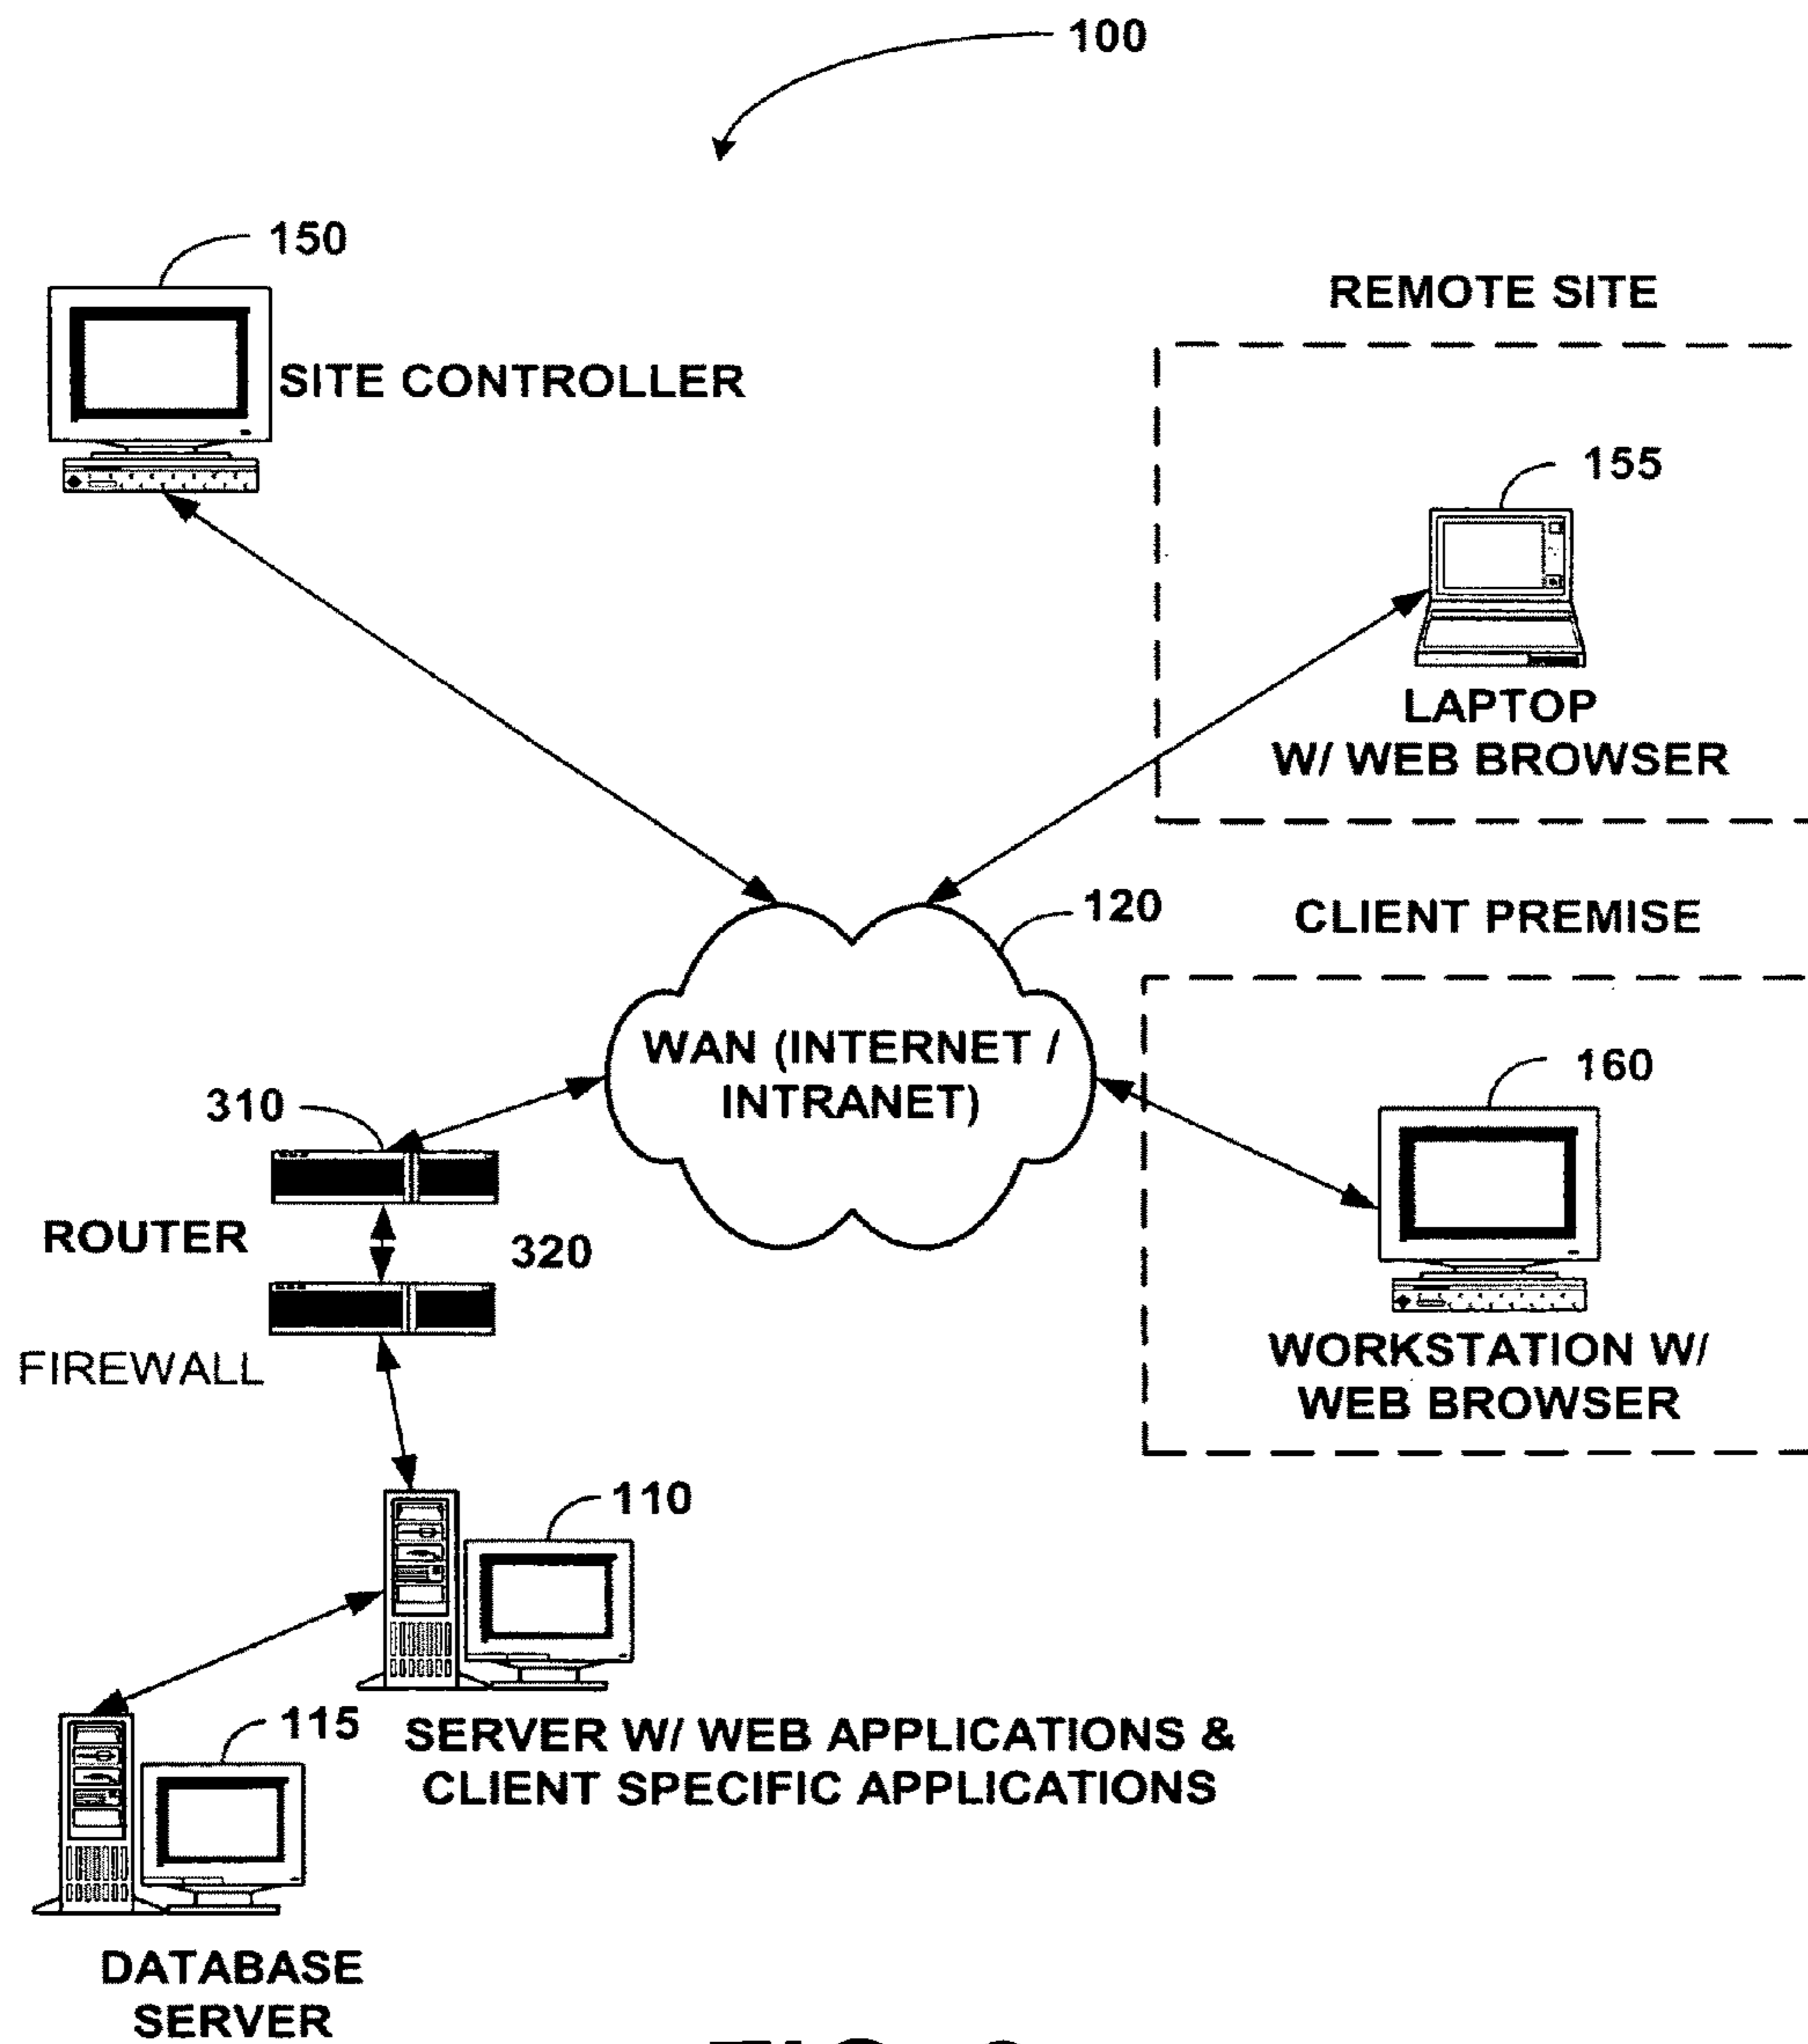 100
150
SITE CONTROLLER
REMOTE SITE
155
LAPTOP
W/ WEB BROWSER
120
CLIENT PREMISE
WAN (INTERNET /
INTRANET)
160
310
ROUTER
320
FIREWALL
WORKSTATION W/
WEB BROWSER
110
SERVER W/ WEB APPLICATIONS &
CLIENT SPECIFIC APPLICATIONS
115
DATABASE
SERVER